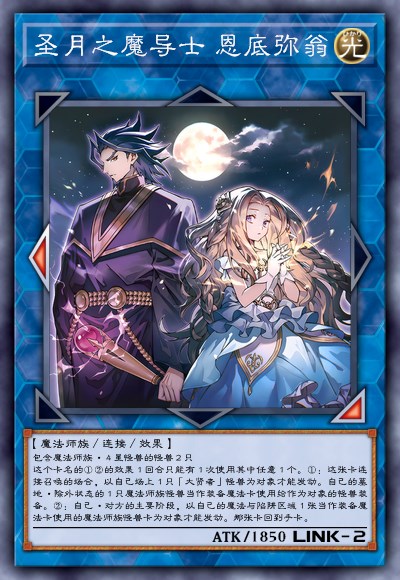 圣月之魔导士 恩底弥翁
光
ひかり
【魔法师族/连接/效果】
包含魔法师族·4星怪兽的怪兽2只
这个卡名的①②的效果1回合只能有1次使用其中任意1个。①:这张卡连
接召唤的场合,以自己场上1只「大贤者」怪兽为对象才能发动。自己的墓
地·除外状态的1只魔法师族怪兽当作装备魔法卡使用给作为对象的怪兽装
备。②:自己·对方的主要阶段,以自己的魔法与陷阱区域1张当作装备魔
法卡使用的魔法师族怪兽卡为对象才能发动。那张卡回到手卡。
ATK/1850 LINK-2